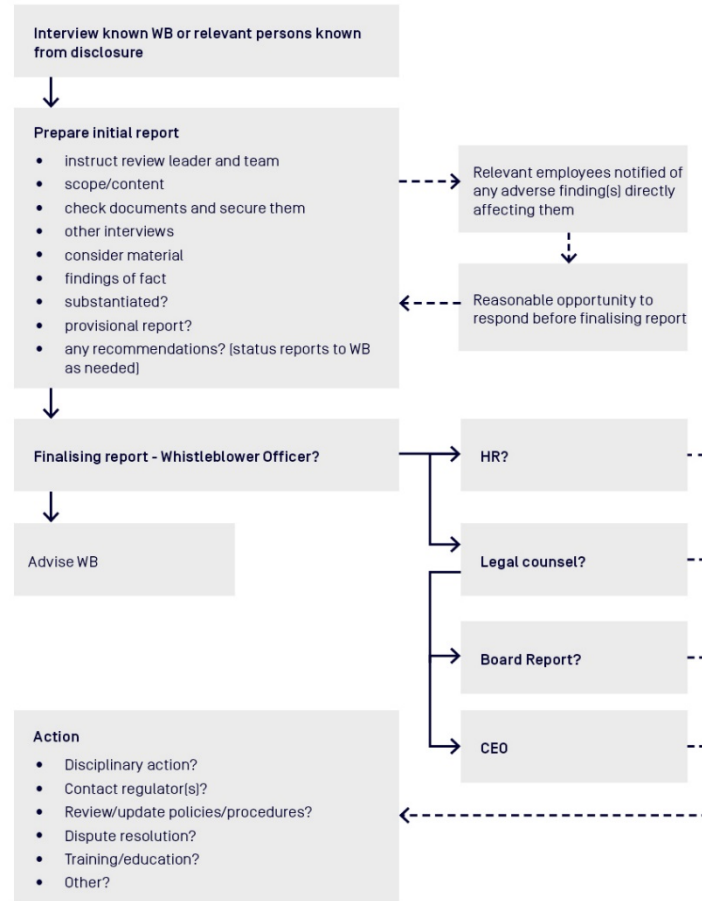 Interview known WB or relevant persons known
from disclosure
Prepare initial report
• instruct review leader and team
• scope/content
• check documents and secure them
• other interviews
• consider material
• findings of fact
• substantiated?
• provisional report?
• any recommendations? (status reports to WB
as needed)
Relevant employees notified of
any adverse finding(s) directly
affecting them
Reasonable opportunity to
respond before finalising report
Finalising report - Whistleblower Officer?
HR?
Advise WB
Legal counsel?
Board Report?
CEO
Action
• Disciplinary action?
• Contact regulator(s)?
• Review/update policies/procedures?
• Dispute resolution?
• Training/education?
• Other?